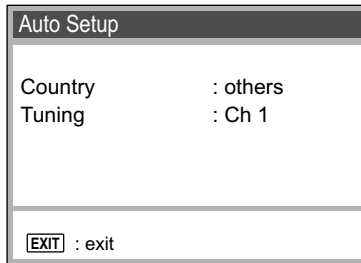 Auto Setup
Country : others
Tuning : Ch 1
EXIT : exit